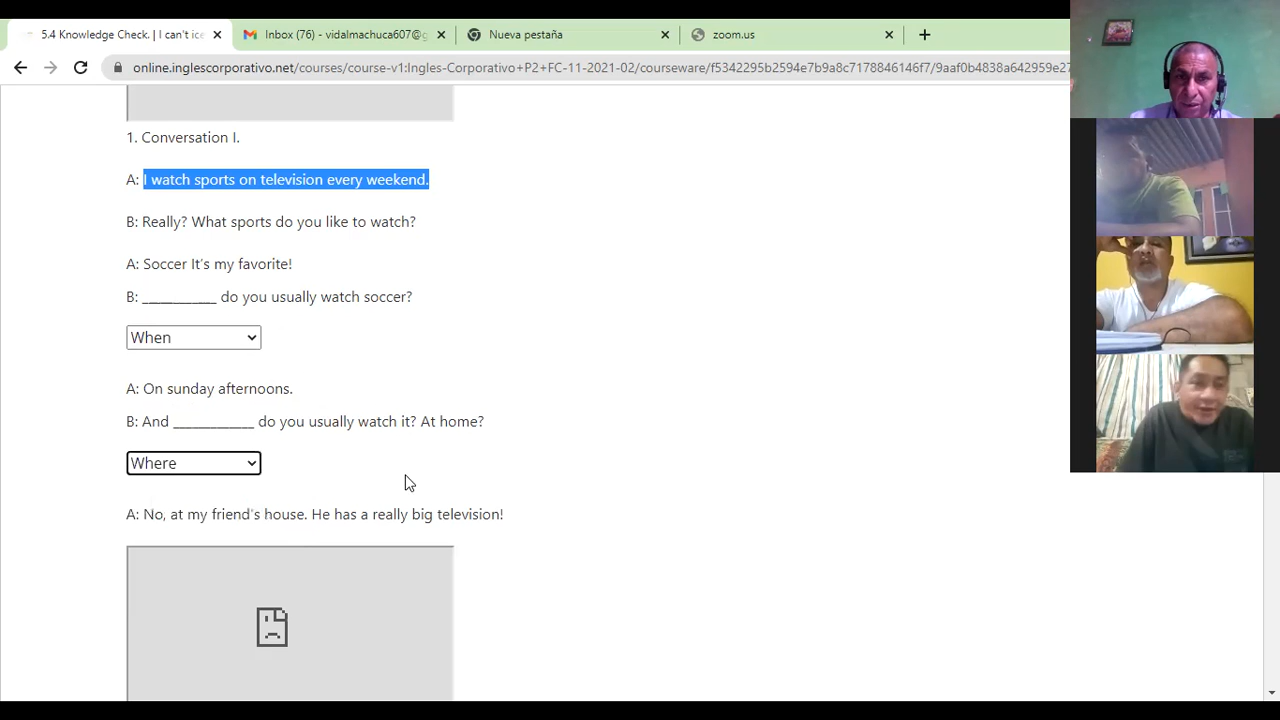 5.4 Knowledge Check. | I can't ice
Inbox (76) - vidalmachuca607@
Nueva pestaña
zoom.us
online.inglescorporativo.net/courses/course-v1:Ingles-Corporativo+P2+FC-11-2021-02/courseware/f5342295b2594e7b9a8c7178846146f7/9aaf0b4838a642959e27
1. Conversation I.
A: I watch sports on television every weekend.
B: Really? What sports do you like to watch?
A: Soccer It's my favorite!
B: ____________ do you usually watch soccer?
When
A: On sunday afternoons.
B: And _____________ do you usually watch it? At home?
Where
A: No, at my friend's house. He has a really big television!